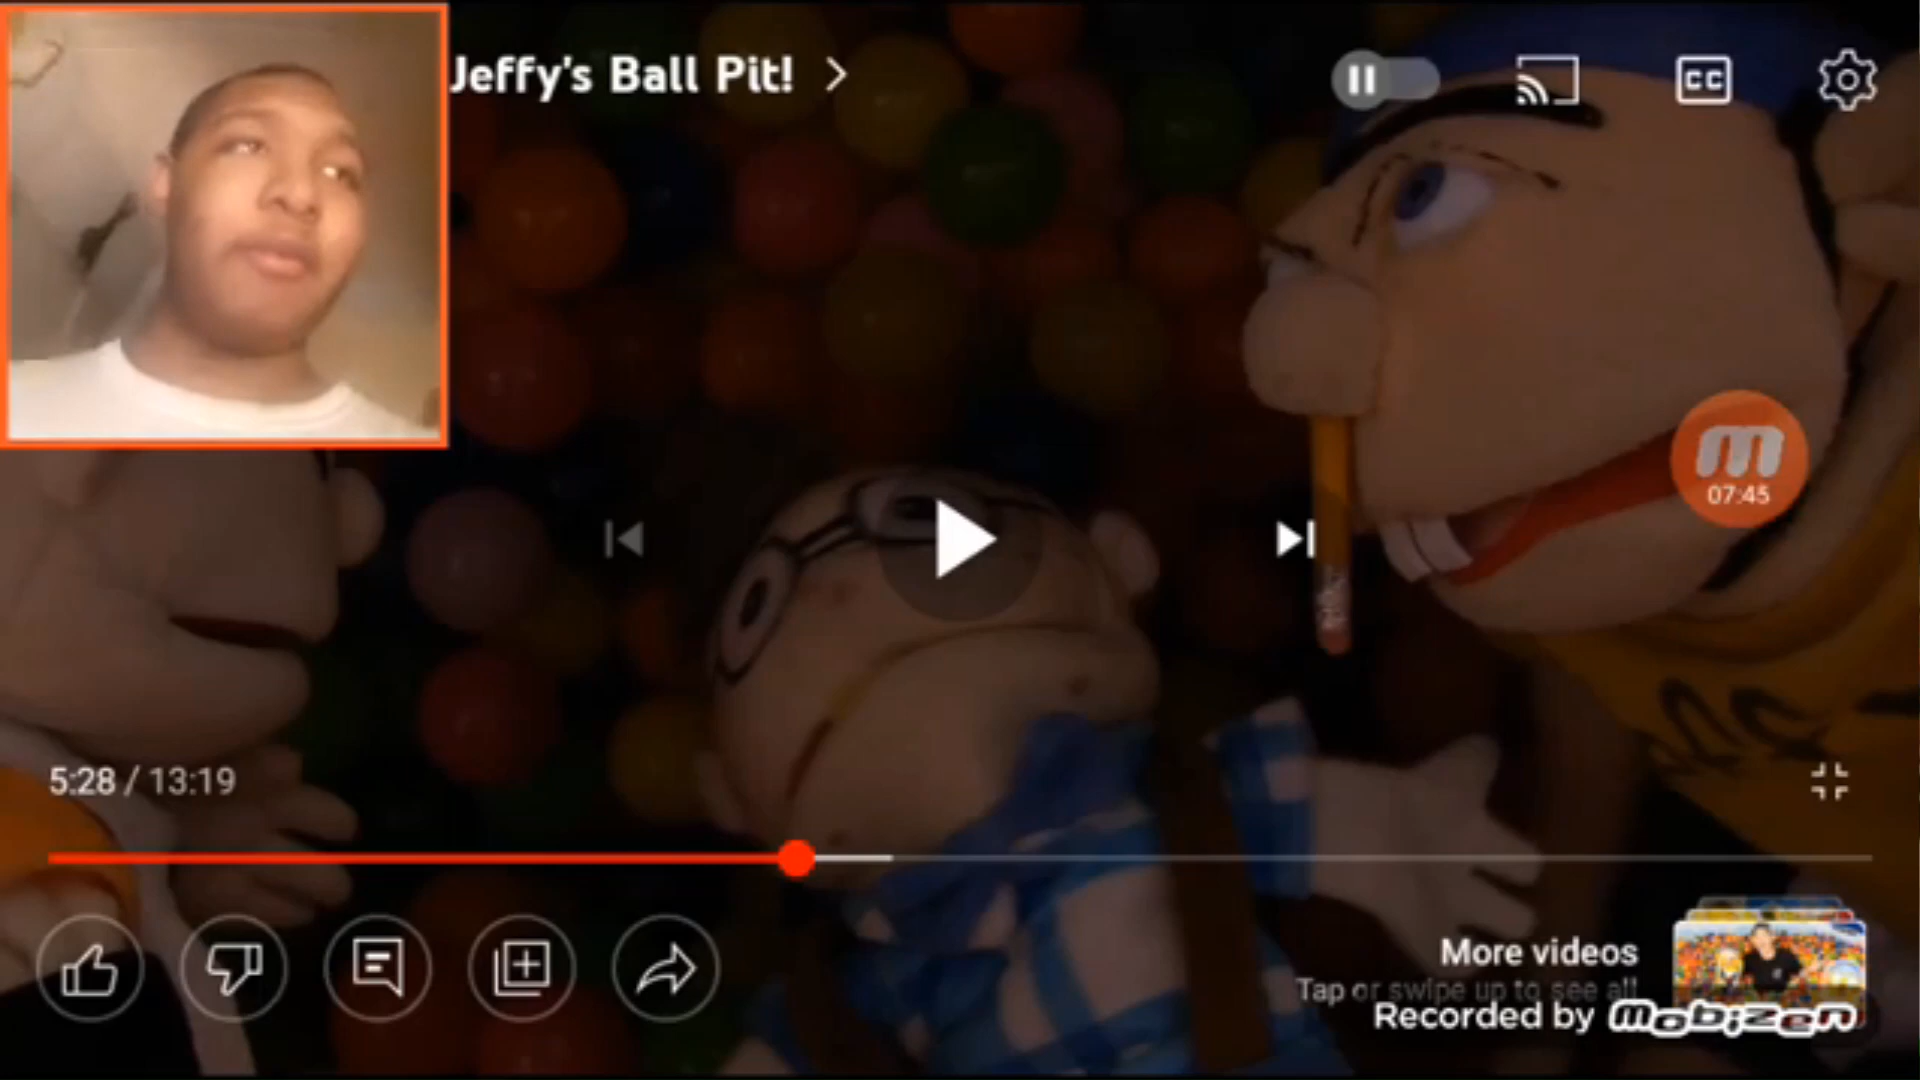 Jeffy's Ball Pit!
CC
07:45
5:28 / 13:19
More videos
Tap or swipe up to see all
Recorded by mobizen